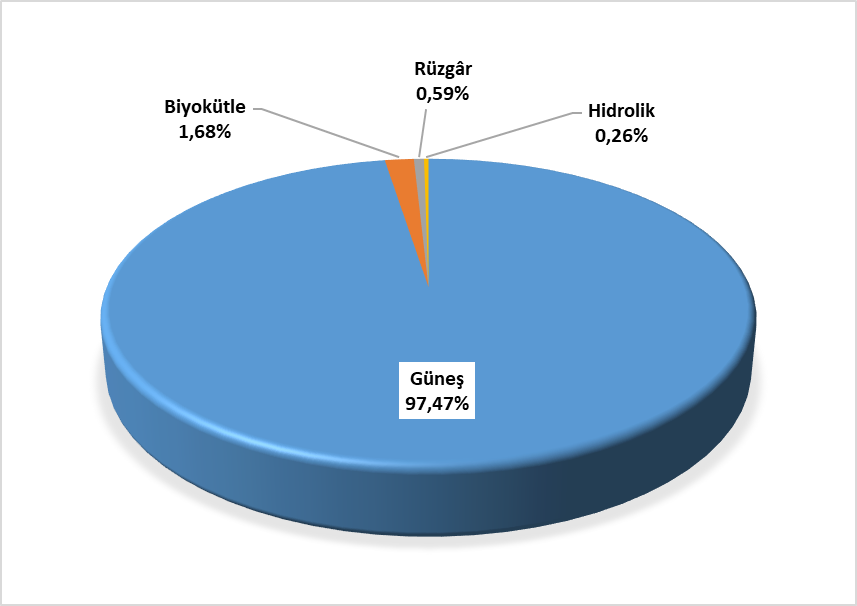 Rüzgâr
0,59%
Biyokütle
1,68%
Hidrolik
0,26%
Güneş
97,47%